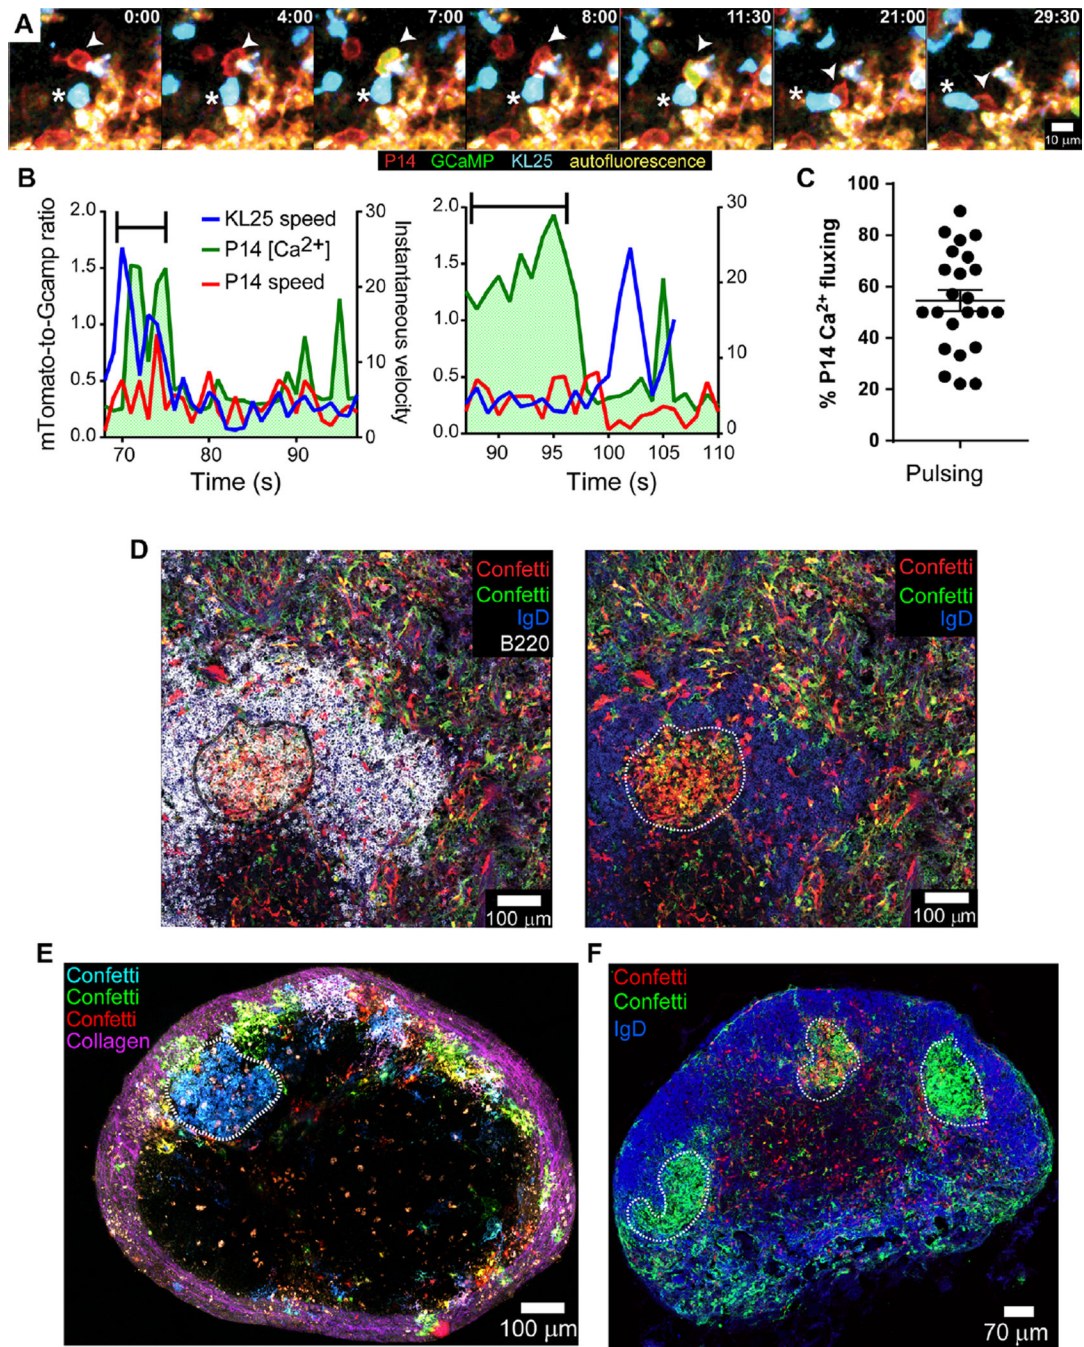 A
0:00 4:00 7:00 8:00 11:30 21:00 29:30
*
*
*
*
*
*
*
10 μm
P14 GCaMP KL25 autofluorescence
B
mTomato-to-Gcamp ratio
2.0
1.5
1.0
0.5
0.0
70 80 90
Time (s)
30
20
10
0
Instantaneous velocity
KL25 speed
P14 [Ca²⁺]
P14 speed
2.0
1.5
1.0
0.5
0.0
90 95 100 105 110
Time (s)
30
20
10
0
C
% P14 Ca²⁺ fluxing
100
80
60
40
20
0
Pulsing
D
Confetti
Confetti
IgD
B220
100 μm
Confetti
Confetti
IgD
100 μm
E
Confetti
Confetti
Confetti
Collagen
100 μm
F
Confetti
Confetti
IgD
70 μm